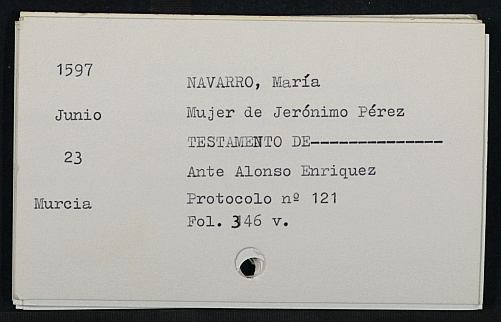 1597
NAVARRO, María
Junio
Mujer de Jerónimo Pérez
TESTAMENTO DE--------------
23
Ante Alonso Enriquez
Murcia
Protocolo nº 121
Fol. 346 v.